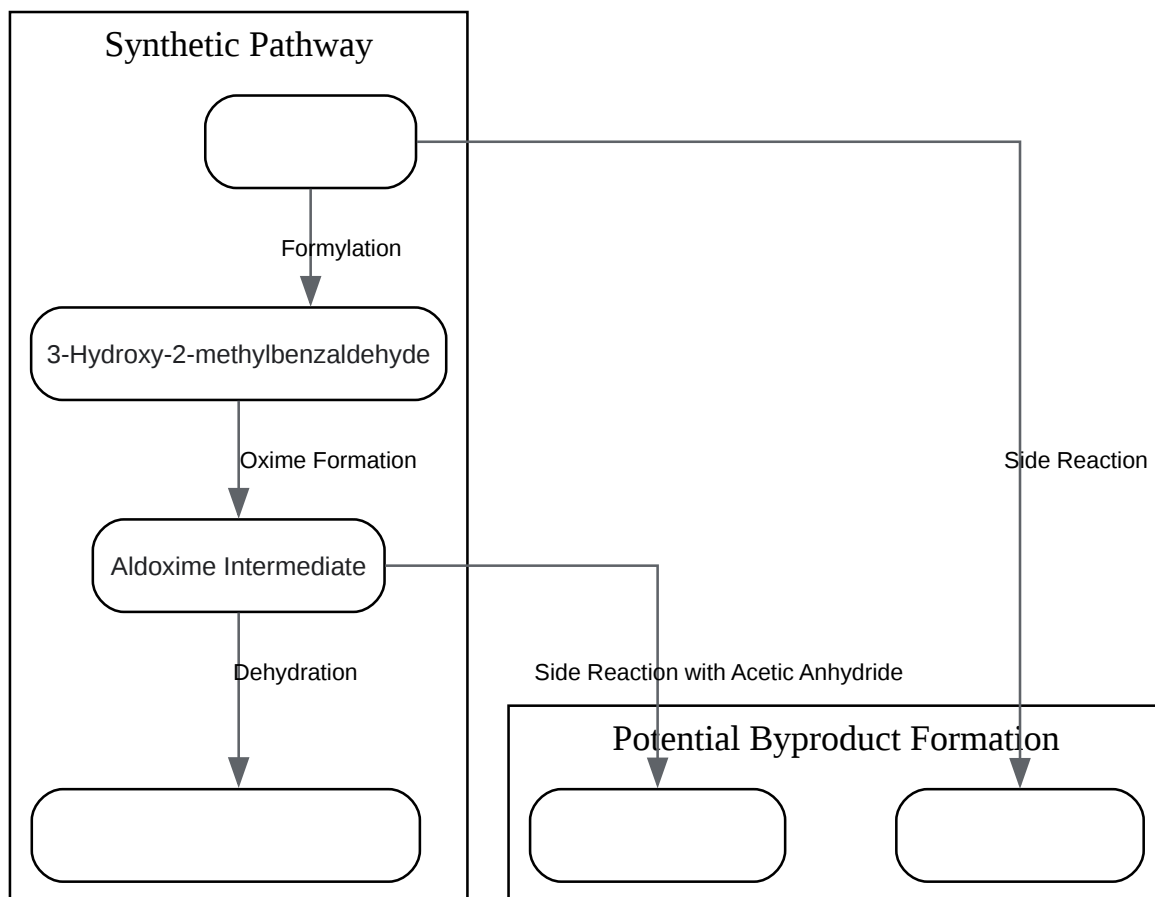 Synthetic Pathway
Formylation
3-Hydroxy-2-methylbenzaldehyde
Oxime Formation
Side Reaction
Aldoxime Intermediate
Dehydration
Side Reaction with Acetic Anhydride
Potential Byproduct Formation